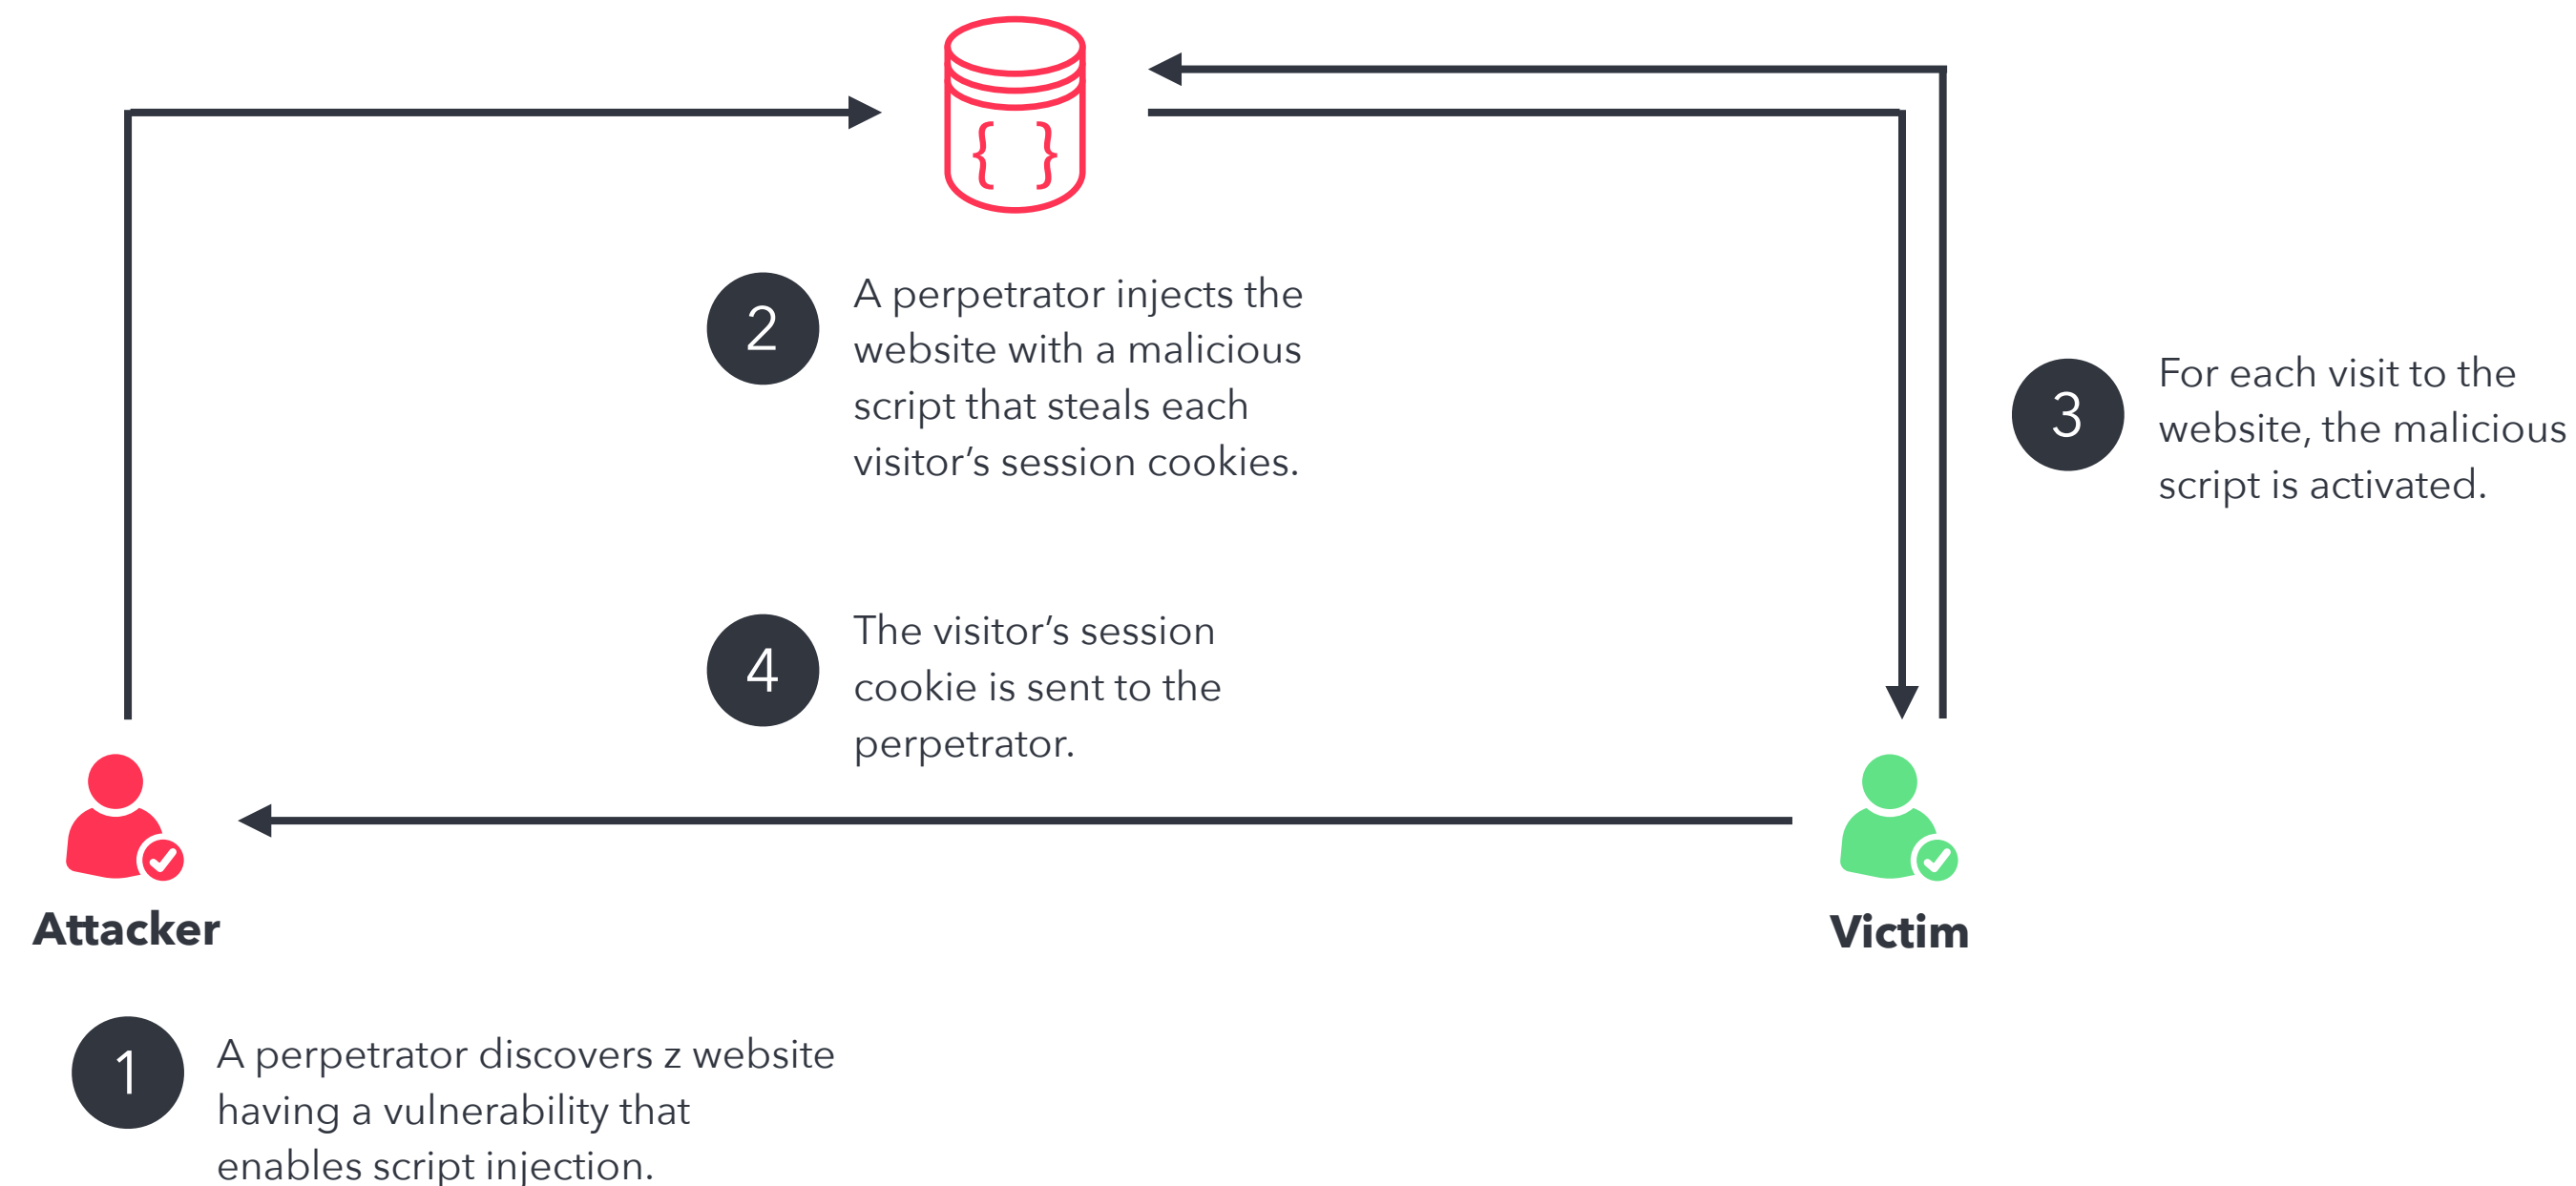 { }
2
A perpetrator injects the
website with a malicious
script that steals each
visitor’s session cookies.
3
For each visit to the
website, the malicious
script is activated.
4
The visitor’s session
cookie is sent to the
perpetrator.
Attacker
Victim
1
A perpetrator discovers z website
having a vulnerability that
enables script injection.